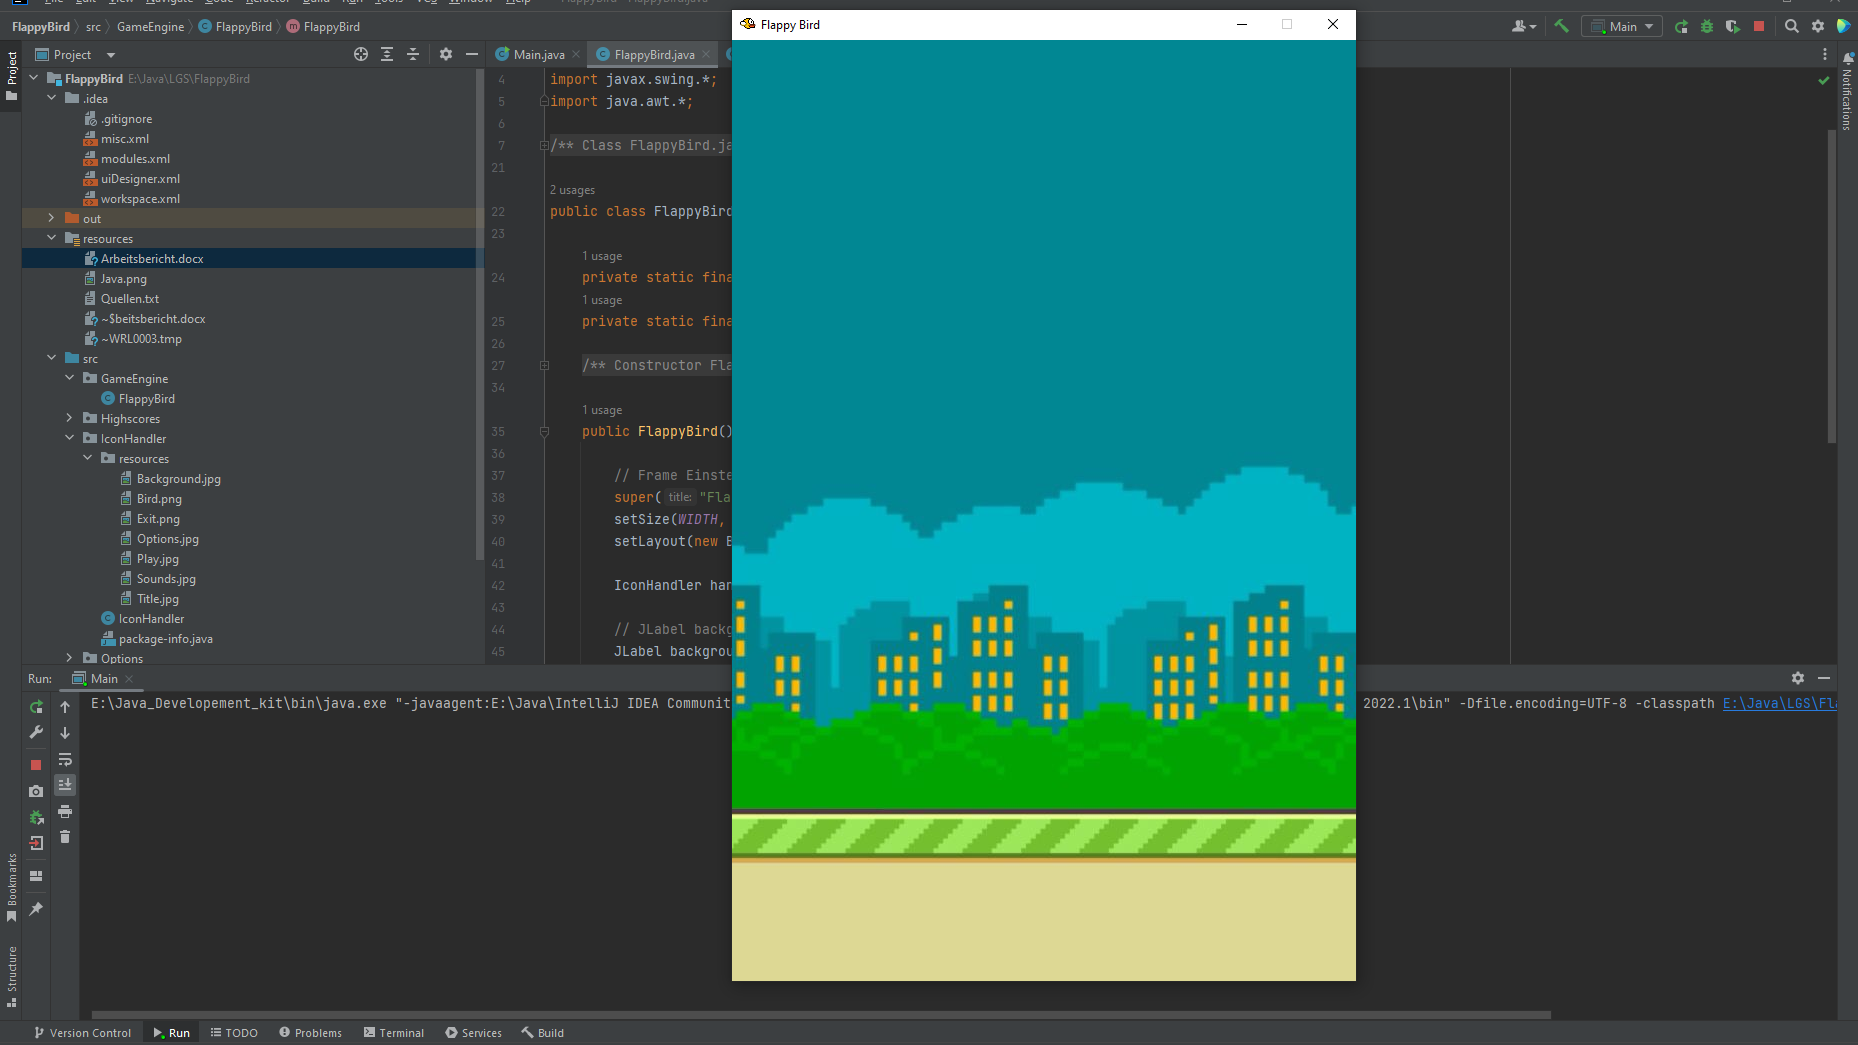 FlappyBird src GameEngine FlappyBird FlappyBird
Flappy Bird
Main
Project
Project
Main.java FlappyBird.java
Notifications
FlappyBird E:\Java\LGS\FlappyBird
.idea
.gitignore
misc.xml
modules.xml
uiDesigner.xml
workspace.xml
out
resources
Arbeitsbericht.docx
Java.png
Quellen.txt
~$beitsbericht.docx
~WRL0003.tmp
src
GameEngine
FlappyBird
Highscores
IconHandler
resources
Background.jpg
Bird.png
Exit.png
Options.jpg
Play.jpg
Sounds.jpg
Title.jpg
IconHandler
package-info.java
Options
4 import javax.swing.*;
5 import java.awt.*;
6
7 /** Class FlappyBird.ja
21
2 usages
22 public class FlappyBird
23
1 usage
24 private static fina
1 usage
25 private static fina
26
27 /** Constructor Fla
34
1 usage
35 public FlappyBird()
36
37 // Frame Einste
38 super( title: "Fla
39 setSize(WIDTH,
40 setLayout(new B
41
42 IconHandler han
43
44 // JLabel backg
45 JLabel backgrou
Run: Main
E:\Java_Developement_kit\bin\java.exe "-javaagent:E:\Java\IntelliJ IDEA Communit 2022.1\bin" -Dfile.encoding=UTF-8 -classpath E:\Java\LGS\Fla
Bookmarks
Structure
Version Control Run TODO Problems Terminal Services Build